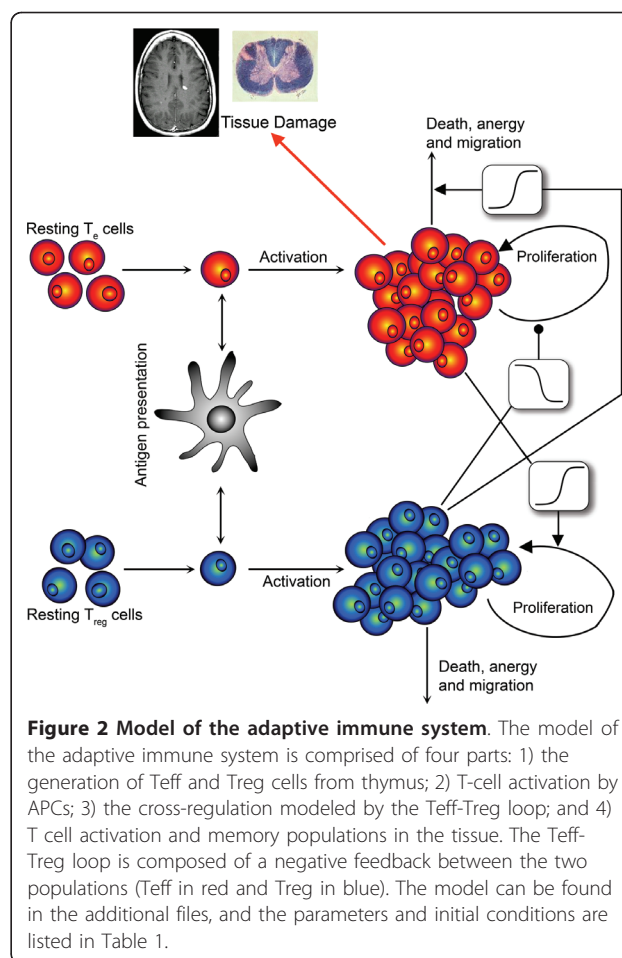 Tissue Damage
Death, anergy
and migration
Resting Te cells
Activation
Proliferation
Antigen presentation
Resting Treg cells
Activation
Proliferation
Death, anergy
and migration
Figure 2 Model of the adaptive immune system. The model of
the adaptive immune system is comprised of four parts: 1) the
generation of Teff and Treg cells from thymus; 2) T-cell activation by
APCs; 3) the cross-regulation modeled by the Teff-Treg loop; and 4)
T cell activation and memory populations in the tissue. The Teff-
Treg loop is composed of a negative feedback between the two
populations (Teff in red and Treg in blue). The model can be found
in the additional files, and the parameters and initial conditions are
listed in Table 1.